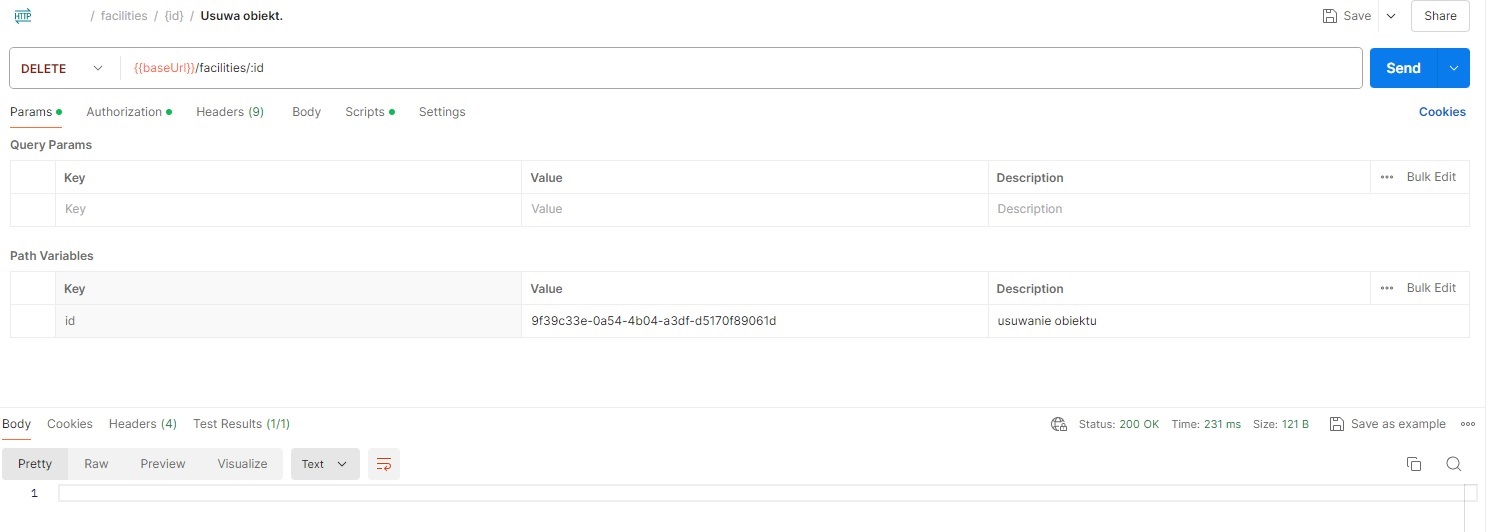 HTTP / facilities / {id} / Usuwa obiekt. Save Share
DELETE {{baseUrl}}/facilities/:id Send
Params Authorization Headers (9) Body Scripts Settings Cookies
Query Params
Key Value Description Bulk Edit
Key Value Description
Path Variables
Key Value Description Bulk Edit
id 9f39c33e-0a54-4b04-a3df-d5170f89061d usuwanie obiektu
Body Cookies Headers (4) Test Results (1/1) Status: 200 OK Time: 231 ms Size: 121 B Save as example
Pretty Raw Preview Visualize Text
1